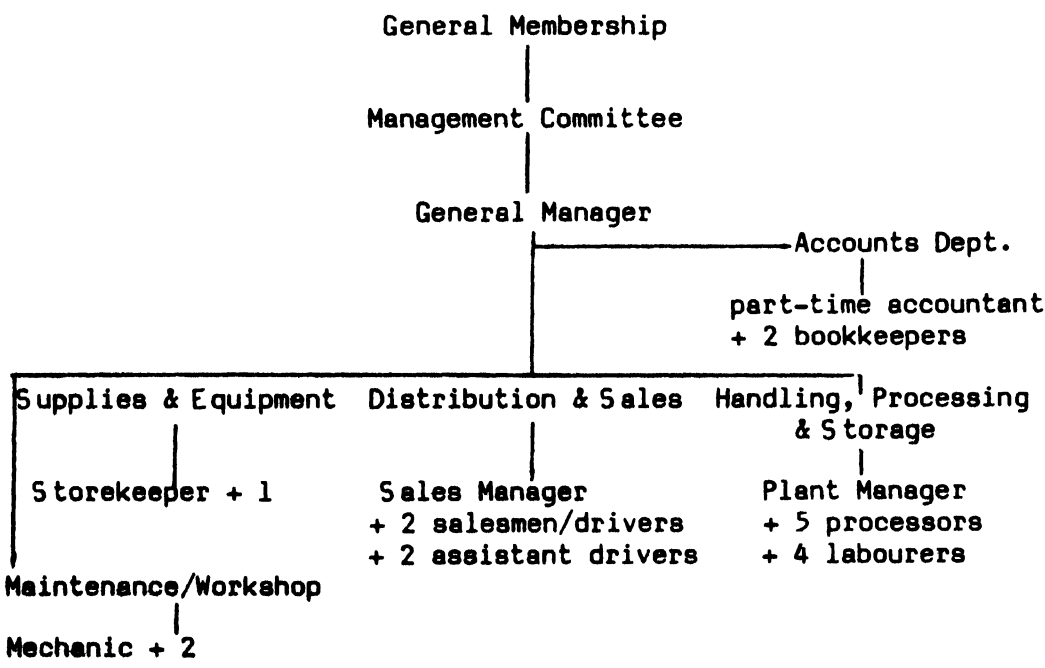 General Membership
Management Committee
General Manager
Accounts Dept.
part-time accountant
+ 2 bookkeepers
Supplies & Equipment
Storekeeper + 1
Distribution & Sales
Sales Manager
+ 2 salesmen/drivers
+ 2 assistant drivers
Handling, Processing
& Storage
Plant Manager
+ 5 processors
+ 4 labourers
Maintenance/Workshop
Mechanic + 2